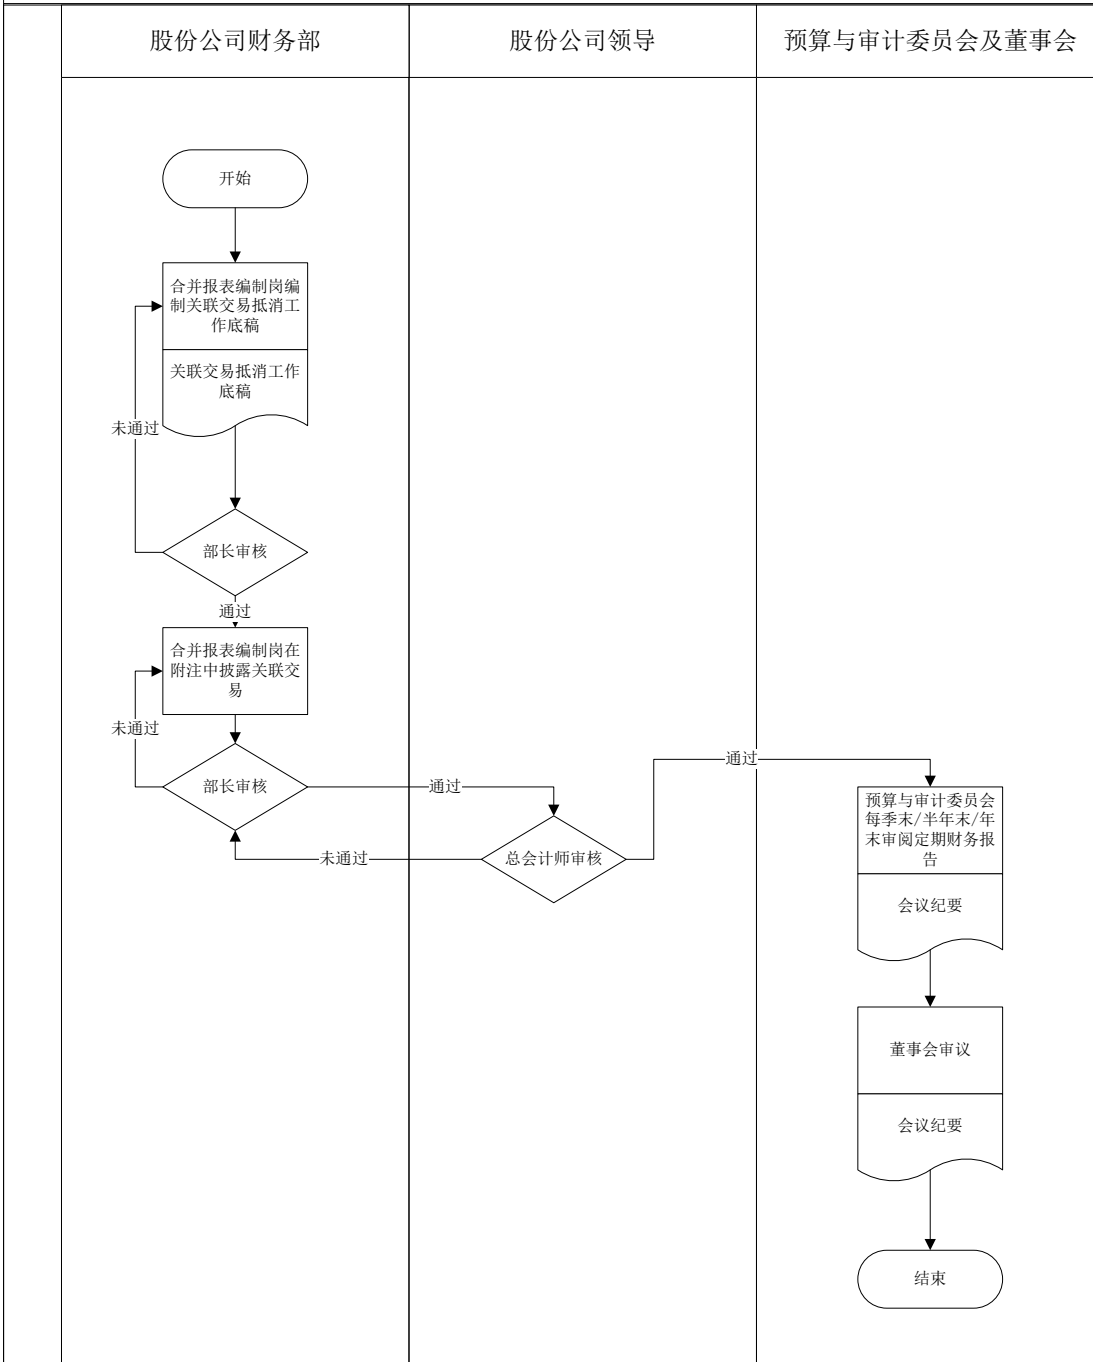 股份公司财务部
股份公司领导
预算与审计委员会及董事会
开始
合并报表编制岗编
制关联交易抵消工
作底稿
关联交易抵消工作
底稿
未通过
部长审核
通过
合并报表编制岗在
附注中披露关联交
易
未通过
部长审核
通过
总会计师审核
未通过
通过
预算与审计委员会
每季末/半年末/年
末审阅定期财务报
告
会议纪要
董事会审议
会议纪要
结束